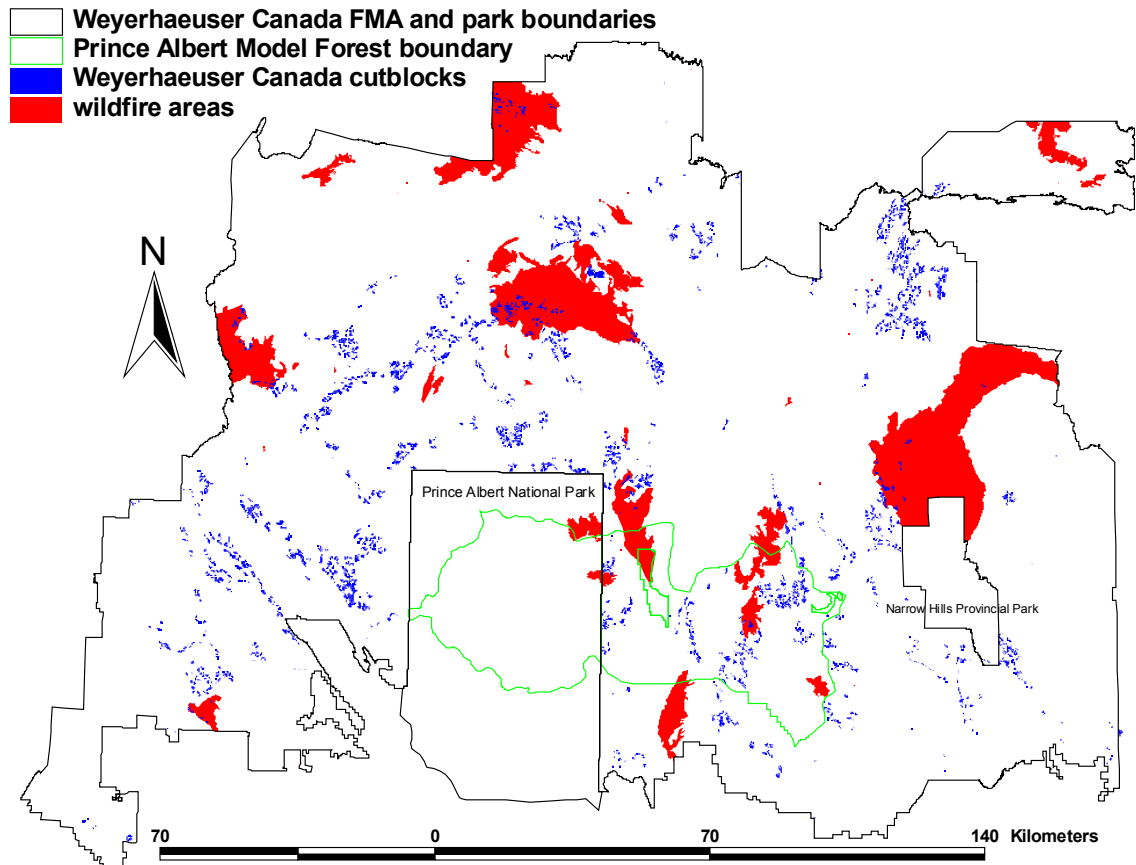 Weyerhaeuser Canada FMA and park boundaries
Prince Albert Model Forest boundary
Weyerhaeuser Canada cutblocks
wildfire areas
N
Prince Albert National Park
Narrow Hills Provincial Park
70 0 70 140 Kilometers